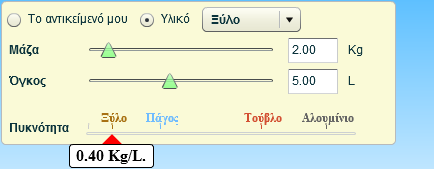 Το αντικείμενό μου Υλικό Ξύλο
Μάζα 2.00 Kg
Όγκος 5.00 L
Ξύλο Πάγος Τούβλο Αλουμίνιο
Πυκνότητα
0.40 Kg/L.